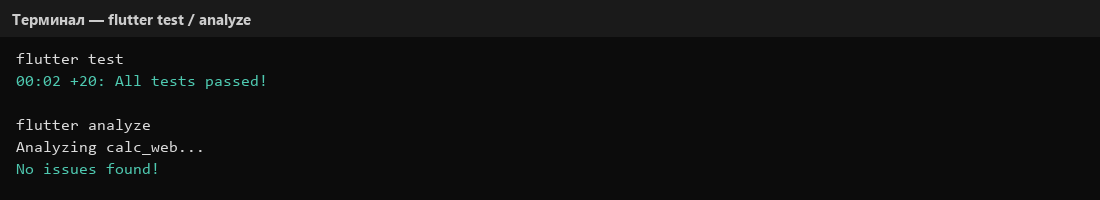 Терминал — flutter test / analyze
flutter test
00:02 +20: All tests passed!
flutter analyze
Analyzing calc_web...
No issues found!